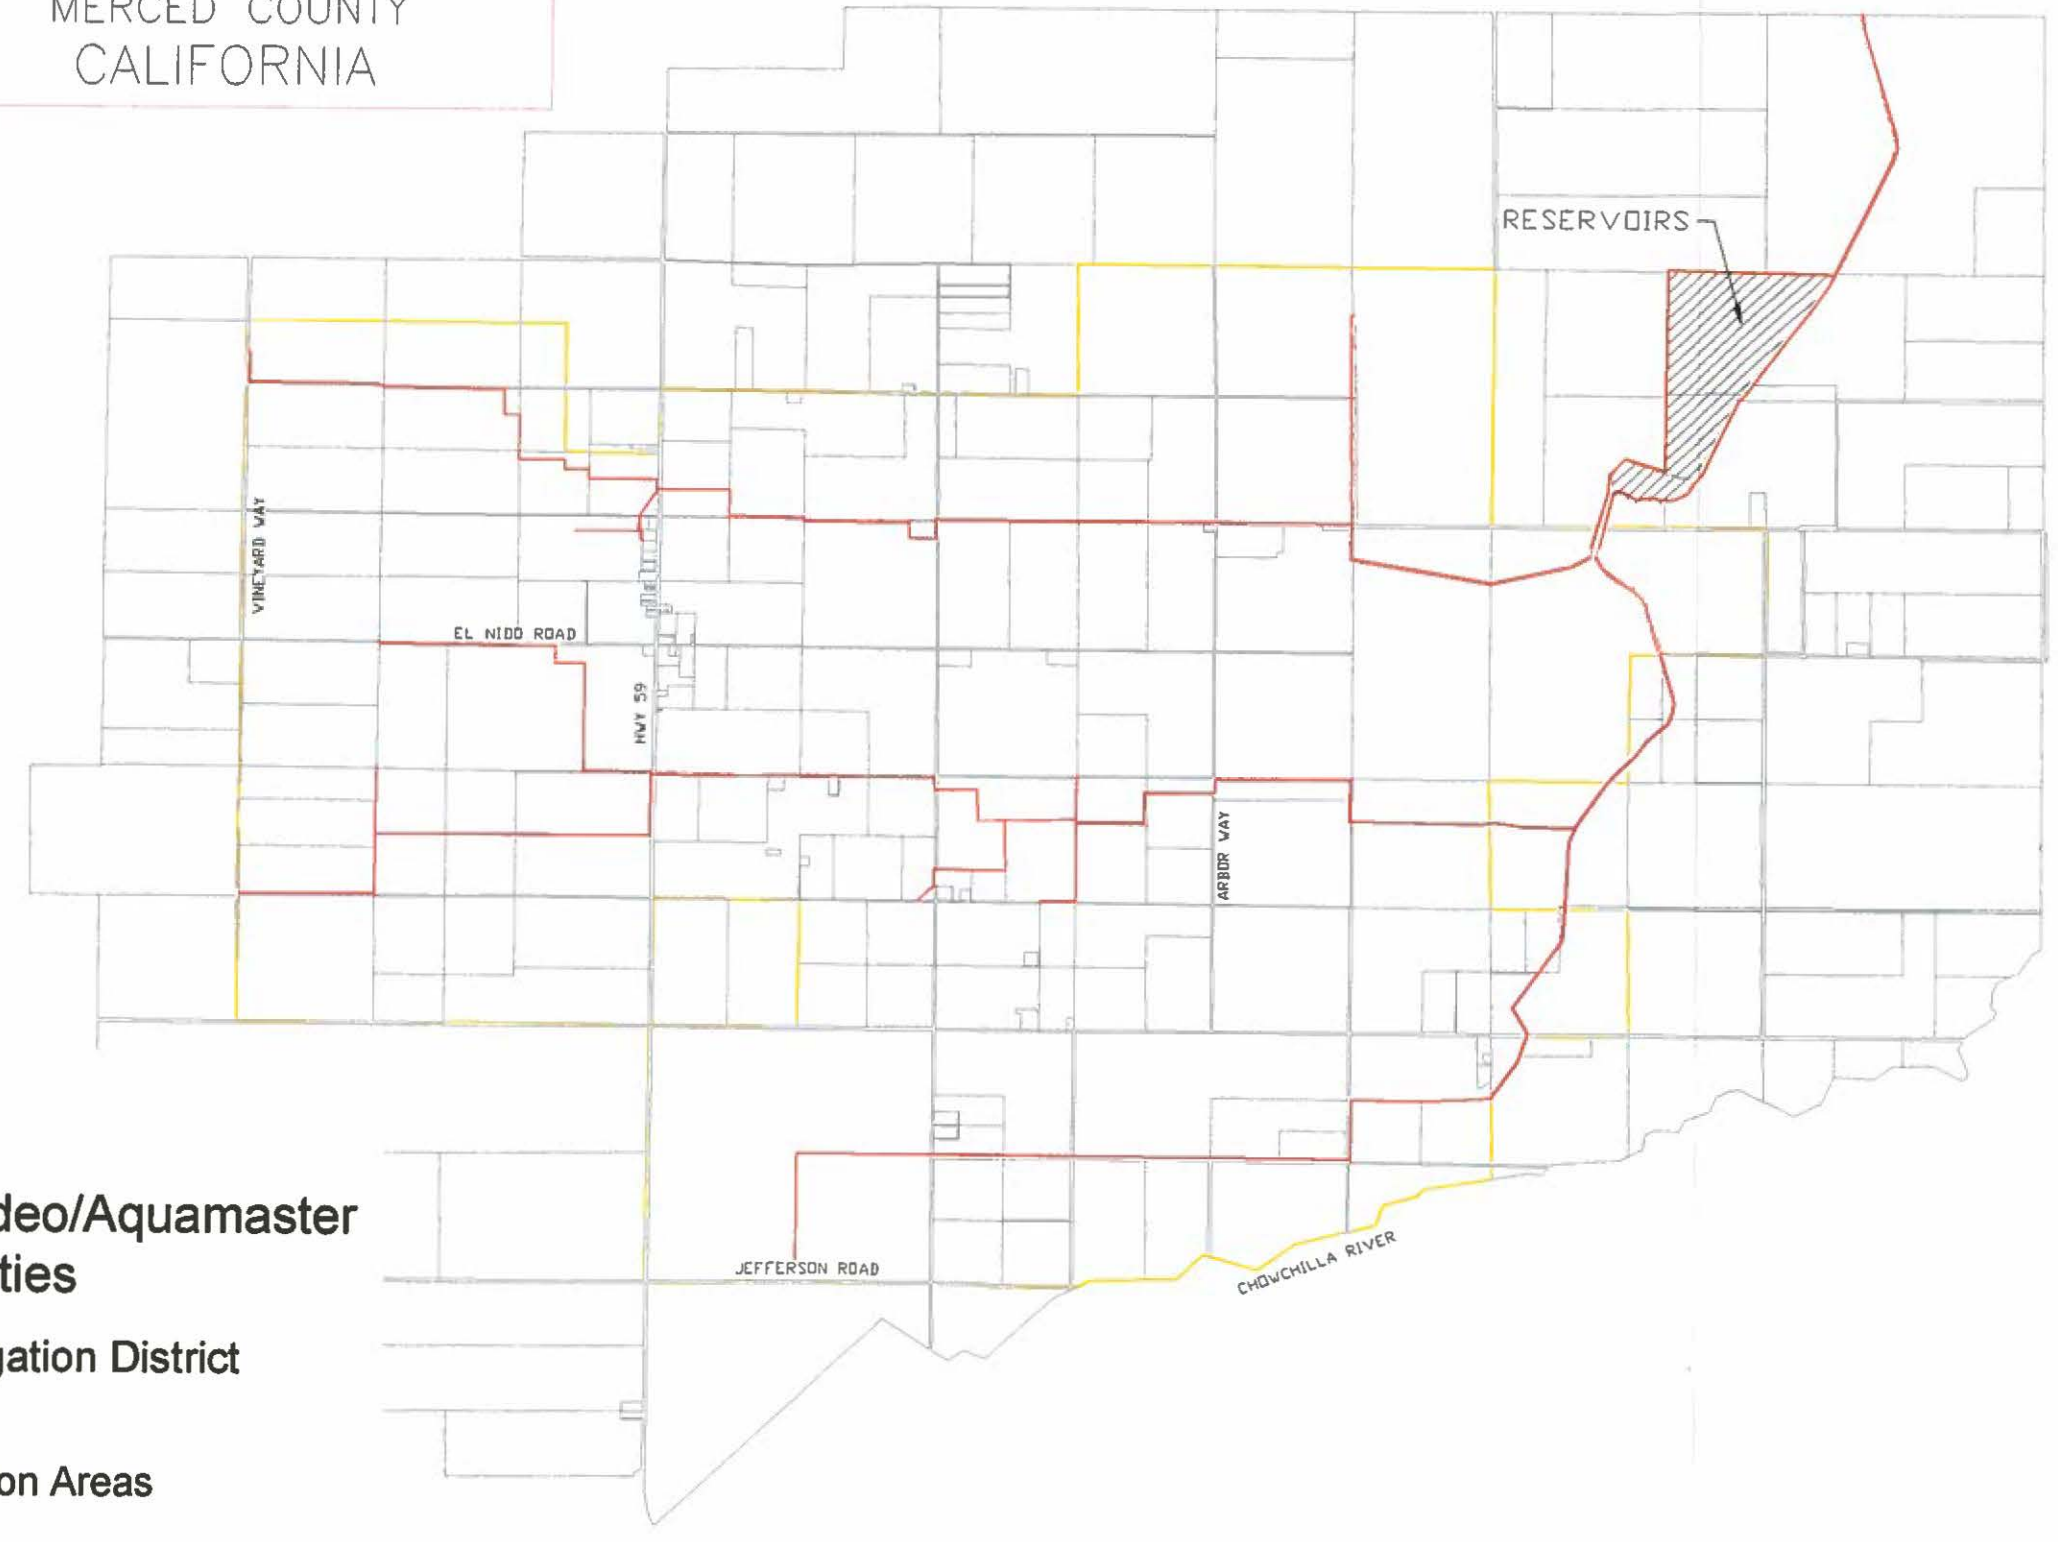 MERCED COUNTY
CALIFORNIA
RESERVOIRS
VINEYARD WAY
EL NIDO ROAD
HWY 59
ARBOR WAY
JEFFERSON ROAD
CHOWCHILLA RIVER
deo/Aquamaster
ties
gation District
on Areas